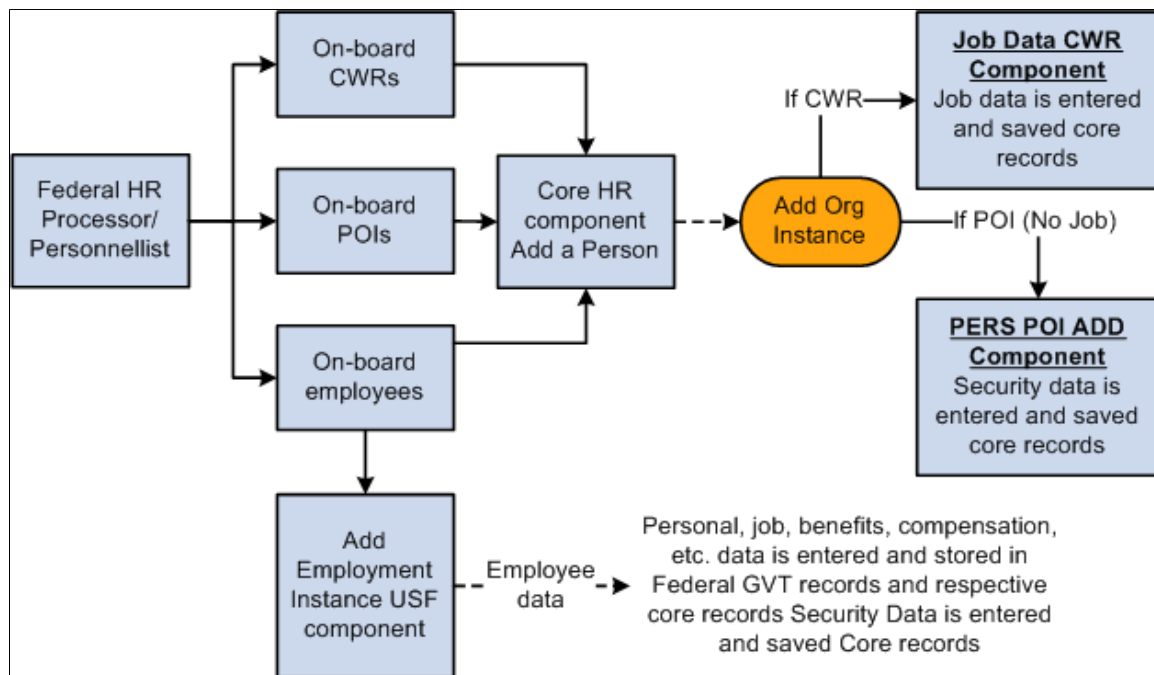 On-board
CWRs
Job Data CWR
Component
Job data is entered
and saved core
records
If CWR
Federal HR
Processor/
Personnellist
On-board
POIs
Core HR
component
Add a Person
Add Org
Instance
If POI (No Job)
On-board
employees
PERS POI ADD
Component
Security data is
entered and saved
core records
Add
Employment
Instance USF
component
Employee
data
Personal, job, benefits, compensation,
etc. data is entered and stored in
Federal GVT records and respective
core records Security Data is entered
and saved Core records